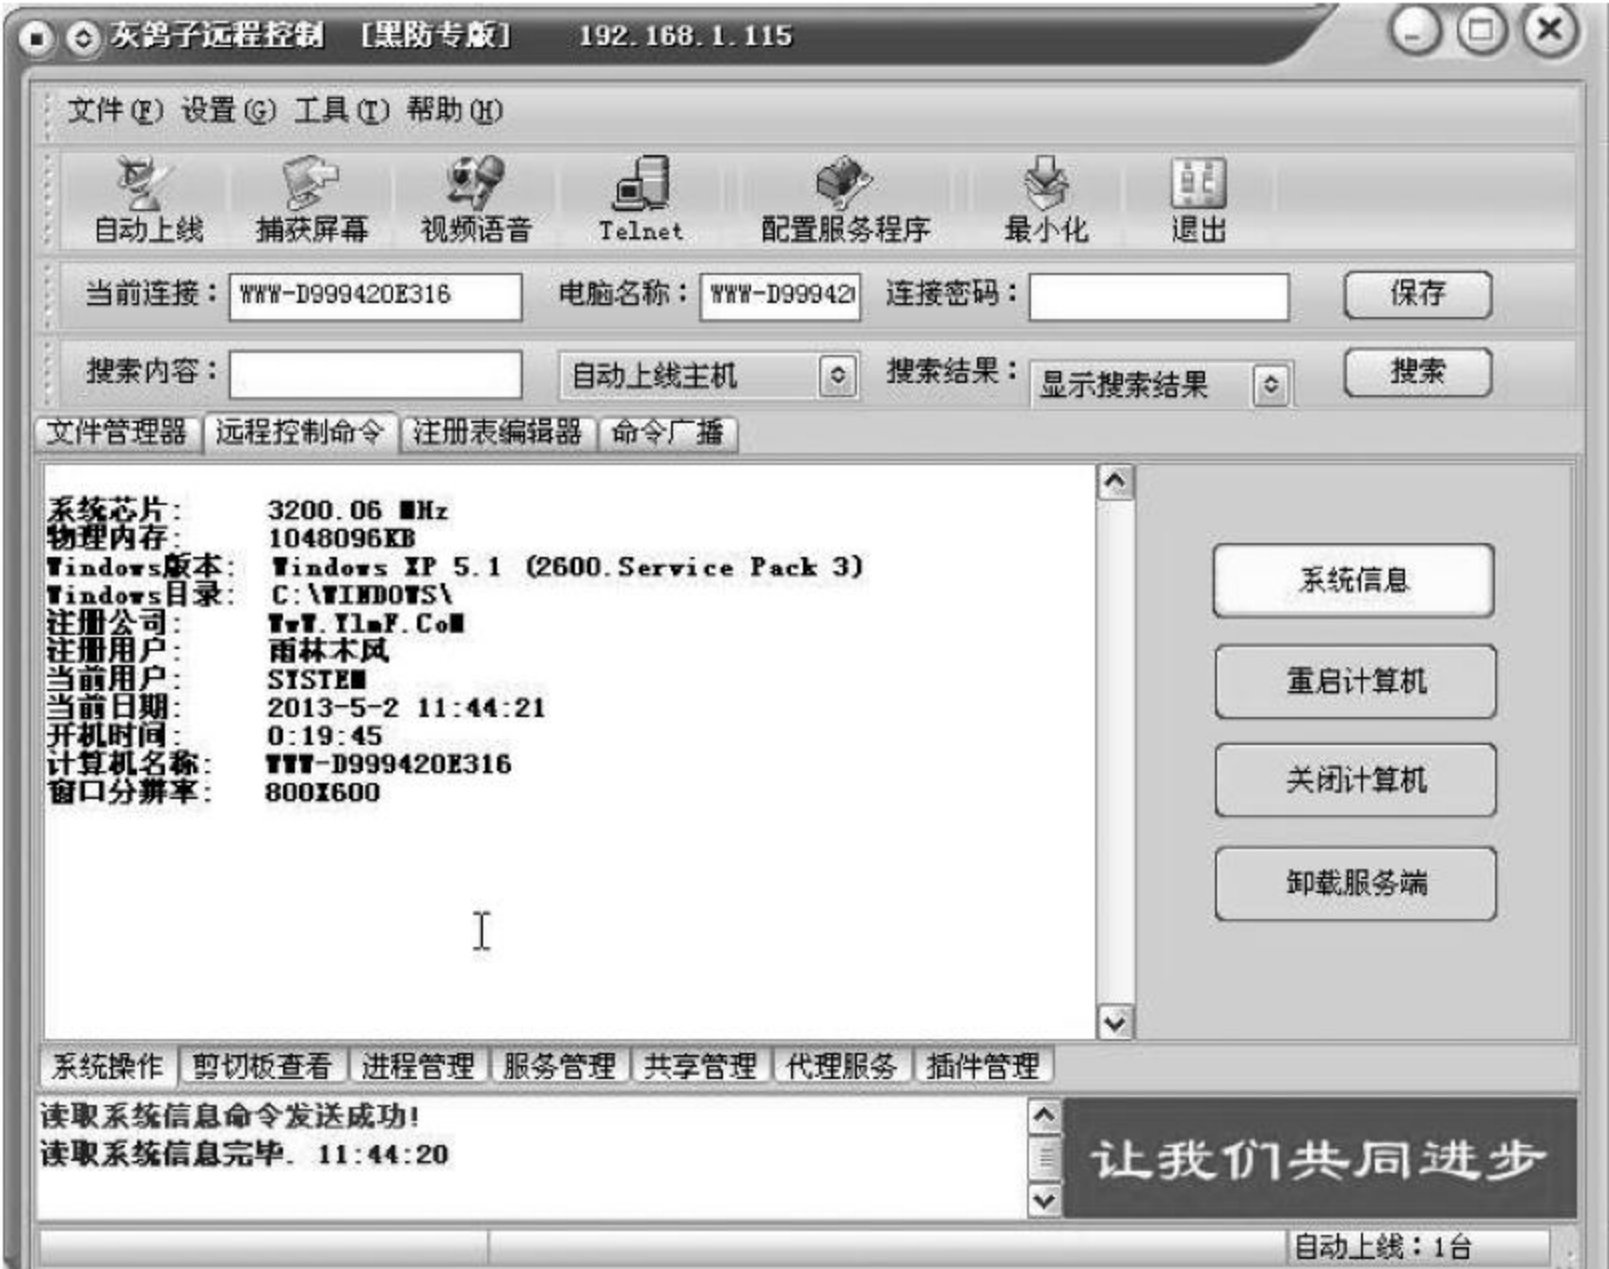 灰鸽子远程控制 [黑防专版] 192.168.1.115
文件(F) 设置(G) 工具(T) 帮助(H)
自动上线 捕获屏幕 视频语音 Telnet 配置服务程序 最小化 退出
当前连接： WWW-D999420E316 电脑名称： WWW-D99942 连接密码： 保存
搜索内容： 自动上线主机 搜索结果： 显示搜索结果 搜索
文件管理器 远程控制命令 注册表编辑器 命令广播
系统芯片: 3200.06 MHz
物理内存: 1048096KB
Windows版本: Windows XP 5.1 (2600.Service Pack 3)
Windows目录: C:\WINDOWS\
注册公司: WwW.YlmF.CoM
注册用户: 雨林木风
当前用户: SYSTEM
当前日期: 2013-5-2 11:44:21
开机时间: 0:19:45
计算机名称: WWW-D999420E316
窗口分辨率: 800X600
系统信息
重启计算机
关闭计算机
卸载服务端
系统操作 剪切板查看 进程管理 服务管理 共享管理 代理服务 插件管理
读取系统信息命令发送成功!
读取系统信息完毕. 11:44:20
让我们共同进步
自动上线：1台